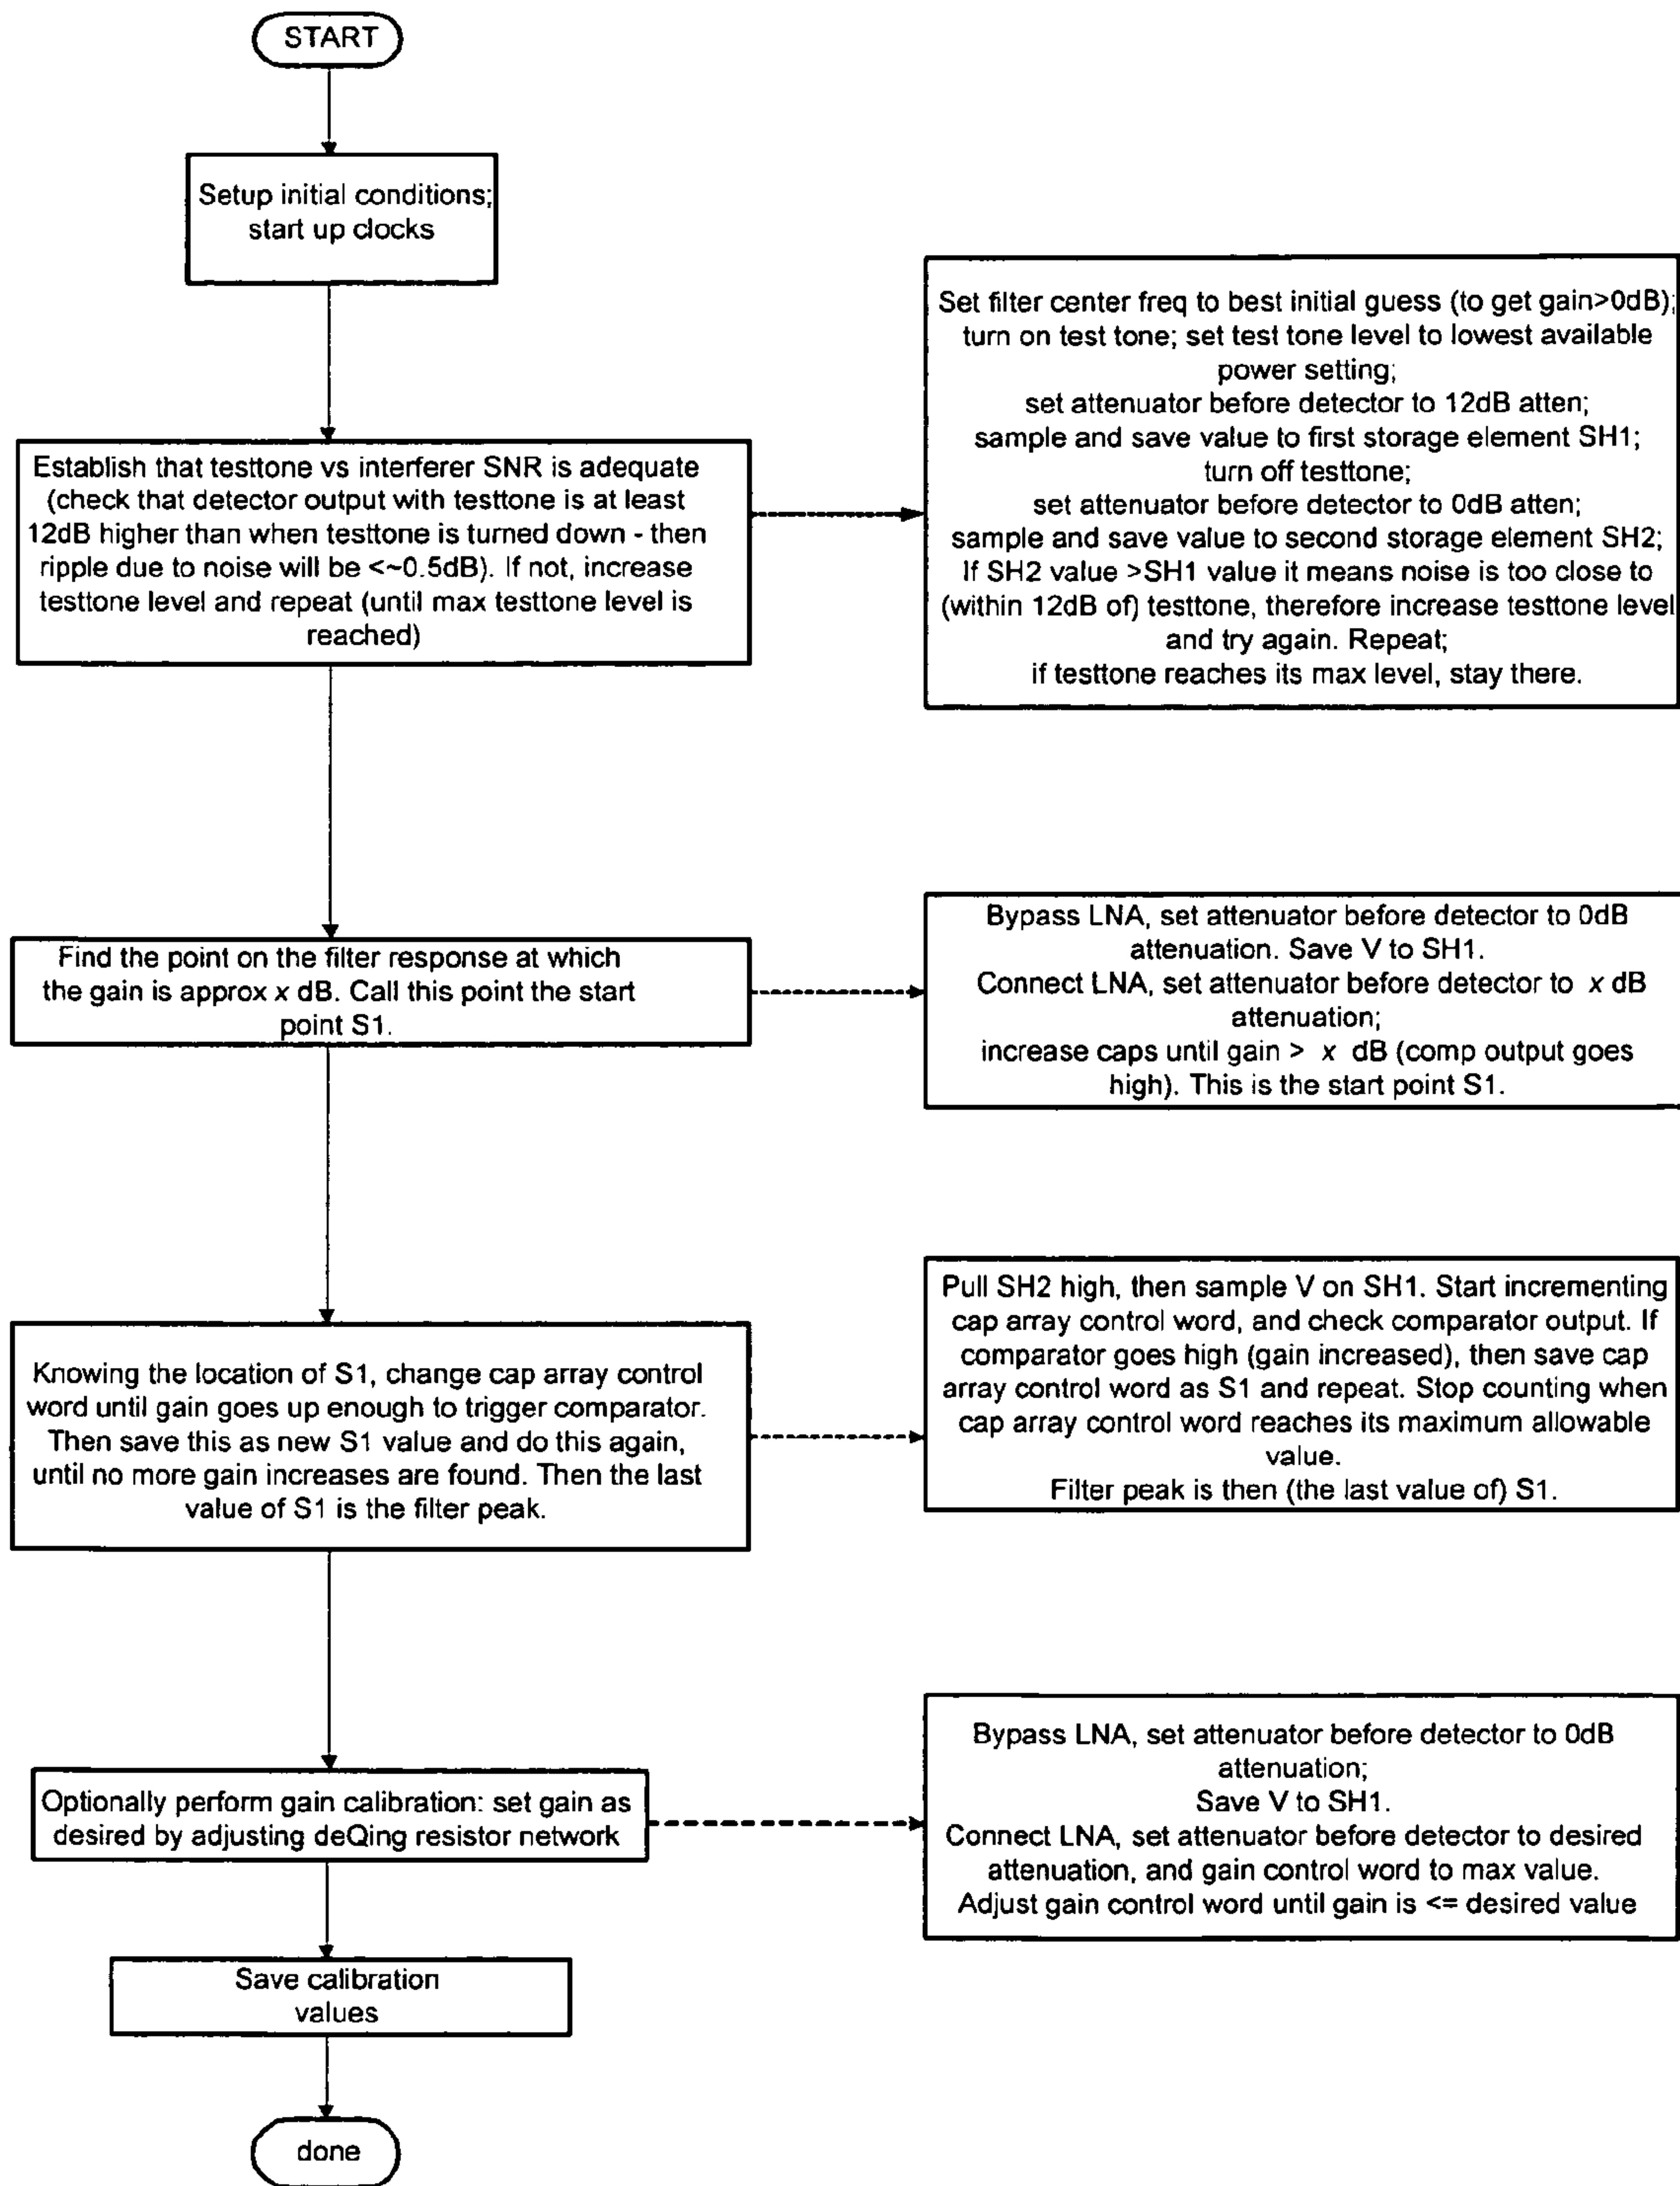 START
Setup initial conditions;
start up clocks
Establish that testtone vs interferer SNR is adequate
(check that detector output with testtone is at least
12dB higher than when testtone is turned down - then
ripple due to noise will be <~0.5dB). If not, increase
testtone level and repeat (until max testtone level is
reached)
Set filter center freq to best initial guess (to get gain>0dB);
turn on test tone; set test tone level to lowest available
power setting;
set attenuator before detector to 12dB atten;
sample and save value to first storage element SH1;
turn off testtone;
set attenuator before detector to 0dB atten;
sample and save value to second storage element SH2;
If SH2 value >SH1 value it means noise is too close to
(within 12dB of) testtone, therefore increase testtone level
and try again. Repeat;
if testtone reaches its max level, stay there.
Find the point on the filter response at which
the gain is approx x dB. Call this point the start
point S1.
Bypass LNA, set attenuator before detector to 0dB
attenuation. Save V to SH1.
Connect LNA, set attenuator before detector to x dB
attenuation;
increase caps until gain > x dB (comp output goes
high). This is the start point S1.
Knowing the location of S1, change cap array control
word until gain goes up enough to trigger comparator.
Then save this as new S1 value and do this again,
until no more gain increases are found. Then the last
value of S1 is the filter peak.
Pull SH2 high, then sample V on SH1. Start incrementing
cap array control word, and check comparator output. If
comparator goes high (gain increased), then save cap
array control word as S1 and repeat. Stop counting when
cap array control word reaches its maximum allowable
value.
Filter peak is then (the last value of) S1.
Optionally perform gain calibration: set gain as
desired by adjusting deQing resistor network
Bypass LNA, set attenuator before detector to 0dB
attenuation;
Save V to SH1.
Connect LNA, set attenuator before detector to desired
attenuation, and gain control word to max value.
Adjust gain control word until gain is <= desired value
Save calibration
values
done